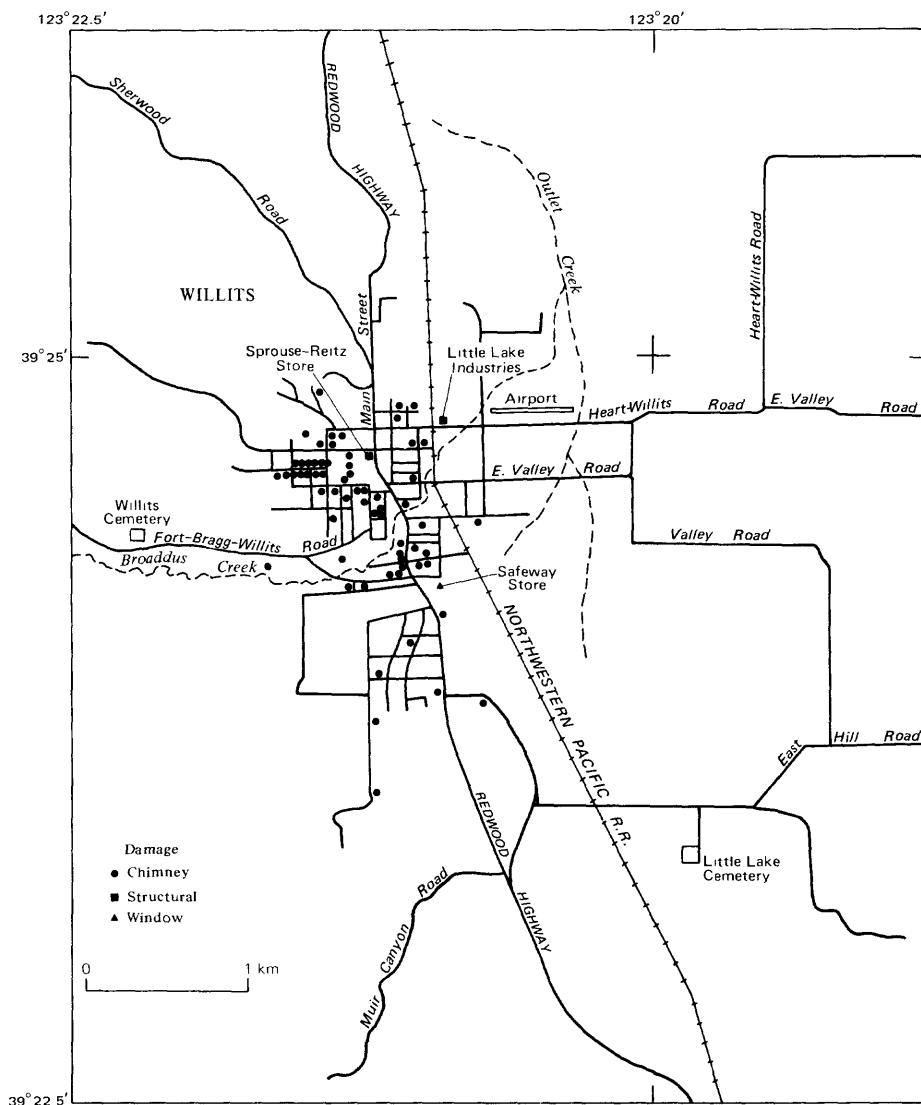 123° 22.5'
123° 20'
Sherwood
Road
REDWOOD
HIGHWAY
Outlet
Creek
Heart-Willits Road
WILLITS
Street
Main
39° 25'
Sprouse-Reitz
Store
Little Lake
Industries
Airport
Heart-Willits Road
E. Valley Road
E. Valley Road
Willits
Cemetery
Fort-Bragg-Willits Road
Broaddus Creek
Valley Road
Safeway
Store
NORTHWESTERN PACIFIC R.R.
East Hill Road
REDWOOD
HIGHWAY
Little Lake
Cemetery
Damage
Chimney
Structural
Window
Muir Canyon Road
0 1 km
39° 22 5'